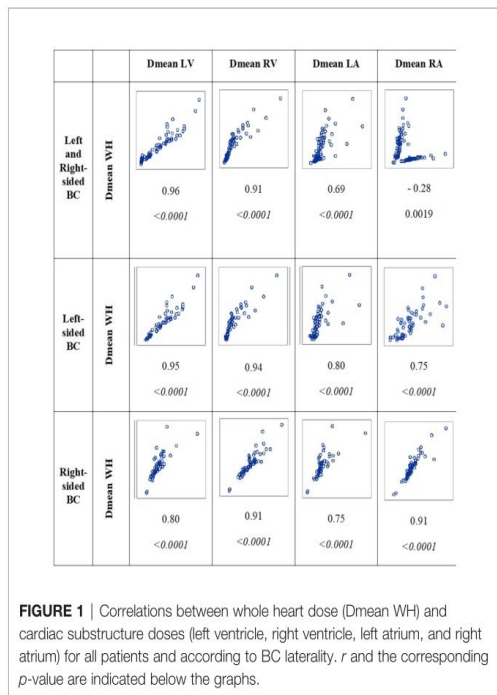 Dmean LV Dmean RV Dmean LA Dmean RA
Left
and
Right-
sided
BC
Dmean WH
0.96 0.91 0.69 - 0.28
<0.0001 <0.0001 <0.0001 0.0019
Left-
sided
BC
Dmean WH
0.95 0.94 0.80 0.75
<0.0001 <0.0001 <0.0001 <0.0001
Right-
sided
BC
Dmean WH
0.80 0.91 0.75 0.91
<0.0001 <0.0001 <0.0001 <0.0001
FIGURE 1 | Correlations between whole heart dose (Dmean WH) and
cardiac substructure doses (left ventricle, right ventricle, left atrium, and right
atrium) for all patients and according to BC laterality. r and the corresponding
p-value are indicated below the graphs.